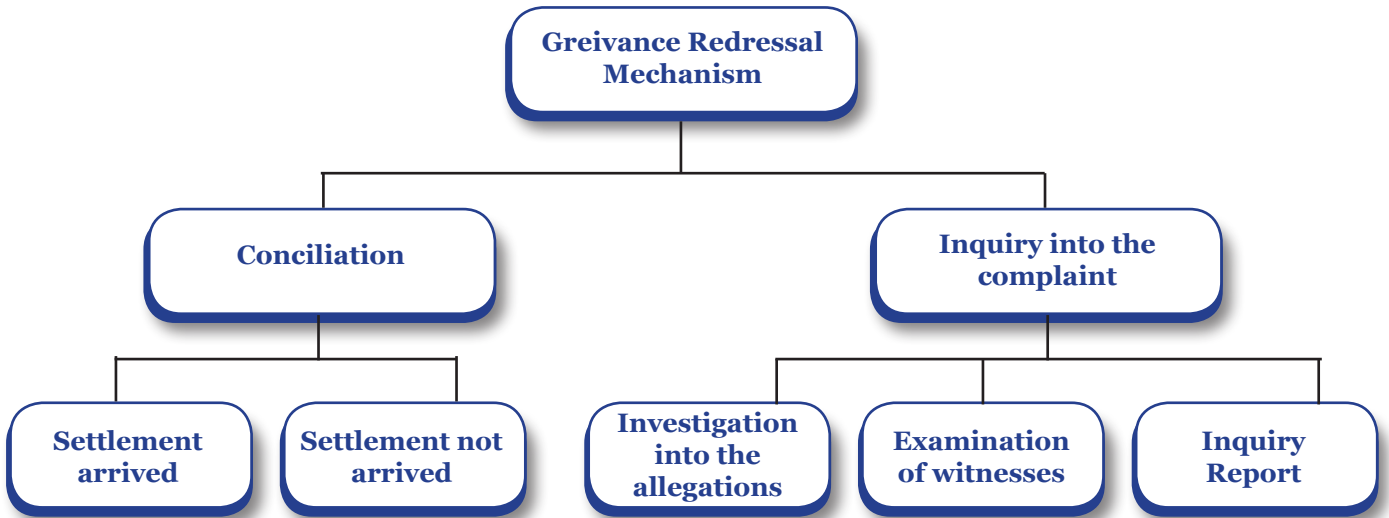 Greivance Redressal
Mechanism
Conciliation
Inquiry into the
complaint
Settlement
arrived
Settlement not
arrived
Investigation
into the
allegations
Examination
of witnesses
Inquiry
Report